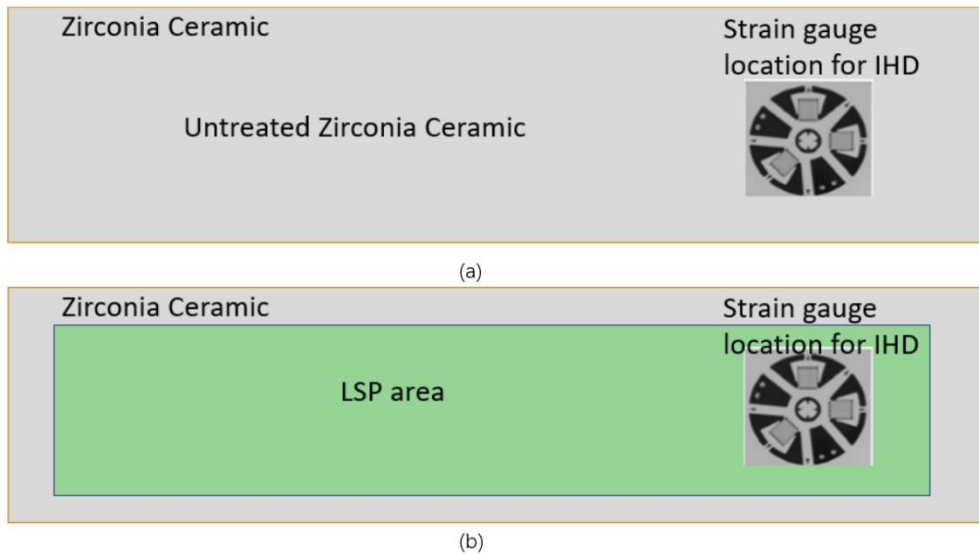 Zirconia Ceramic
Strain gauge
location for IHD
Untreated Zirconia Ceramic
(a)
Zirconia Ceramic
Strain gauge
location for IHD
LSP area
(b)